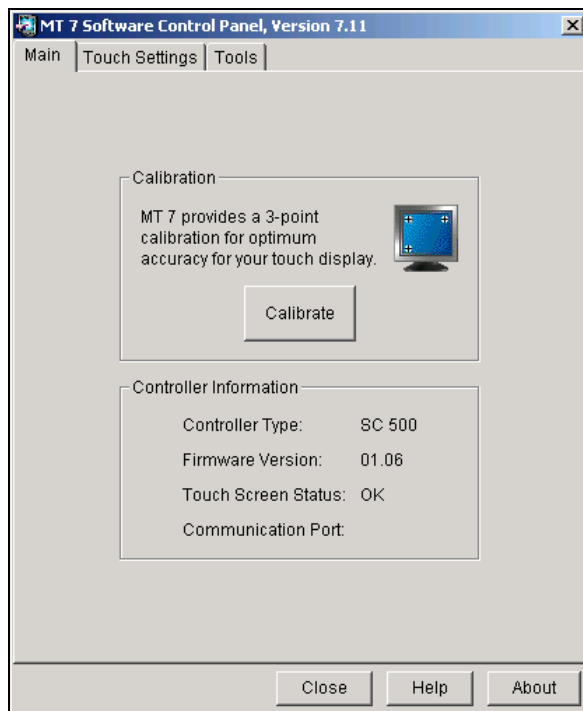 MT 7 Software Control Panel, Version 7.11
Main Touch Settings Tools
Calibration
MT 7 provides a 3-point
calibration for optimum
accuracy for your touch display.
Calibrate
Controller Information
Controller Type: SC 500
Firmware Version: 01.06
Touch Screen Status: OK
Communication Port:
Close Help About